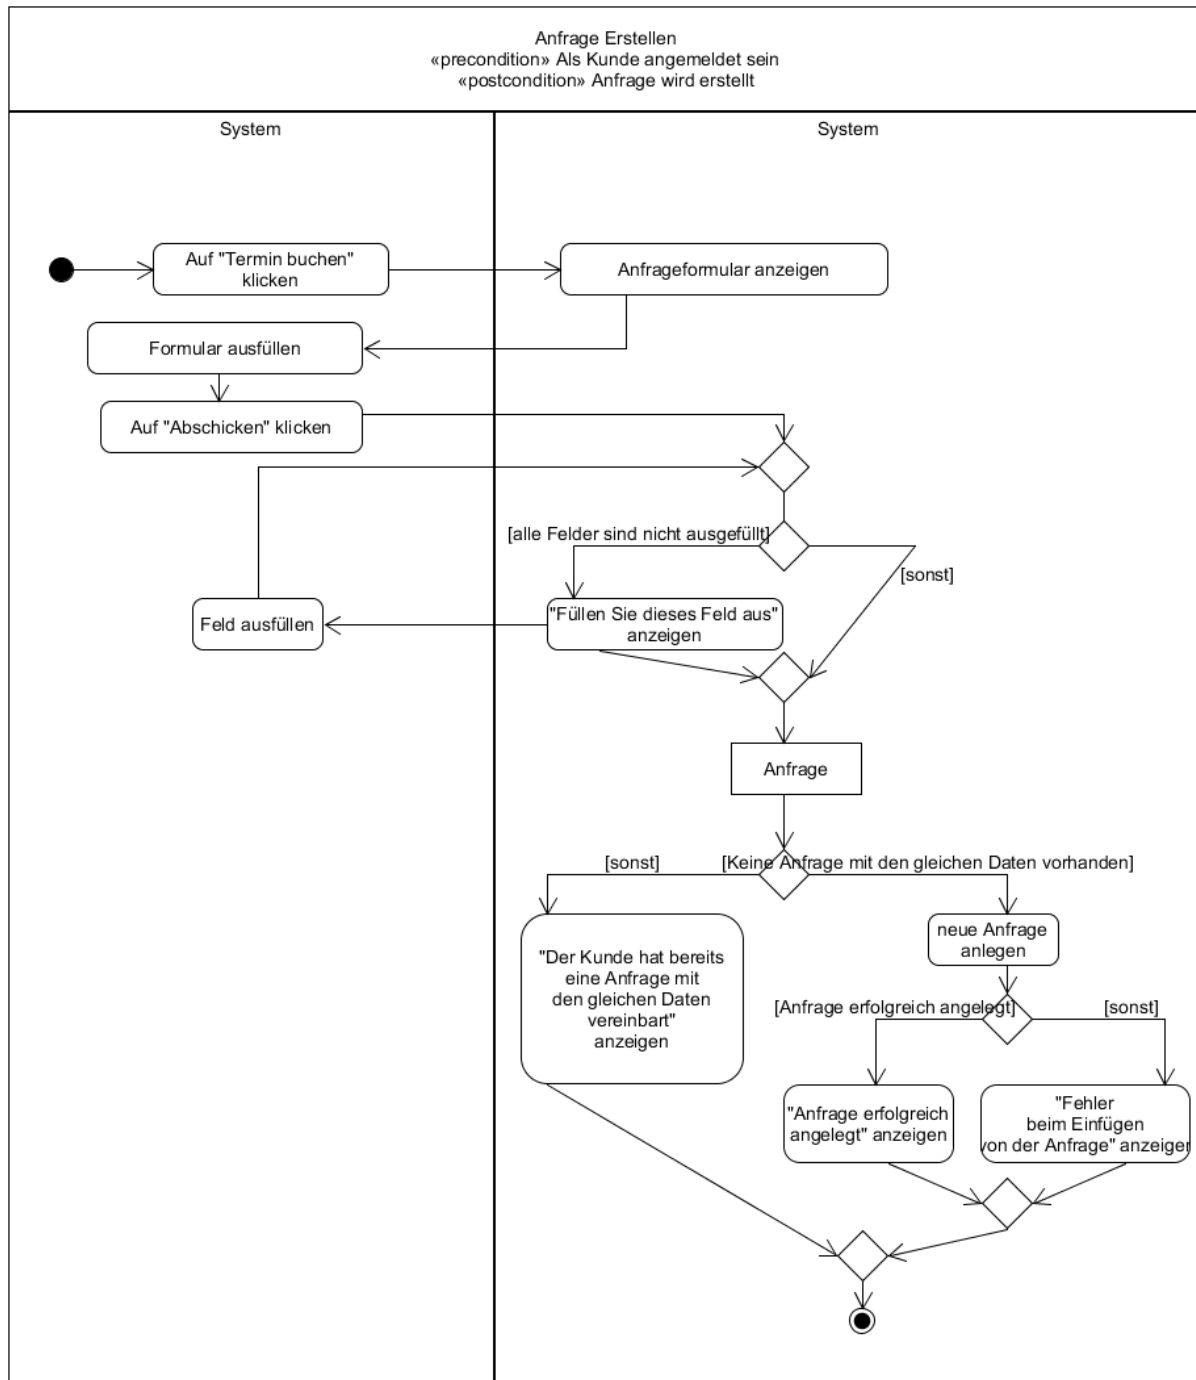 Anfrage Erstellen
«precondition» Als Kunde angemeldet sein
«postcondition» Anfrage wird erstellt
System
System
Auf "Termin buchen"
klicken
Anfrageformular anzeigen
Formular ausfüllen
Auf "Abschicken" klicken
[alle Felder sind nicht ausgefüllt]
[sonst]
Feld ausfüllen
"Füllen Sie dieses Feld aus"
anzeigen
Anfrage
[sonst]
[Keine Anfrage mit den gleichen Daten vorhanden]
"Der Kunde hat bereits
eine Anfrage mit
den gleichen Daten
vereinbart"
anzeigen
neue Anfrage
anlegen
[Anfrage erfolgreich angelegt]
[sonst]
"Anfrage erfolgreich
angelegt" anzeigen
"Fehler
beim Einfügen
von der Anfrage" anzeigen